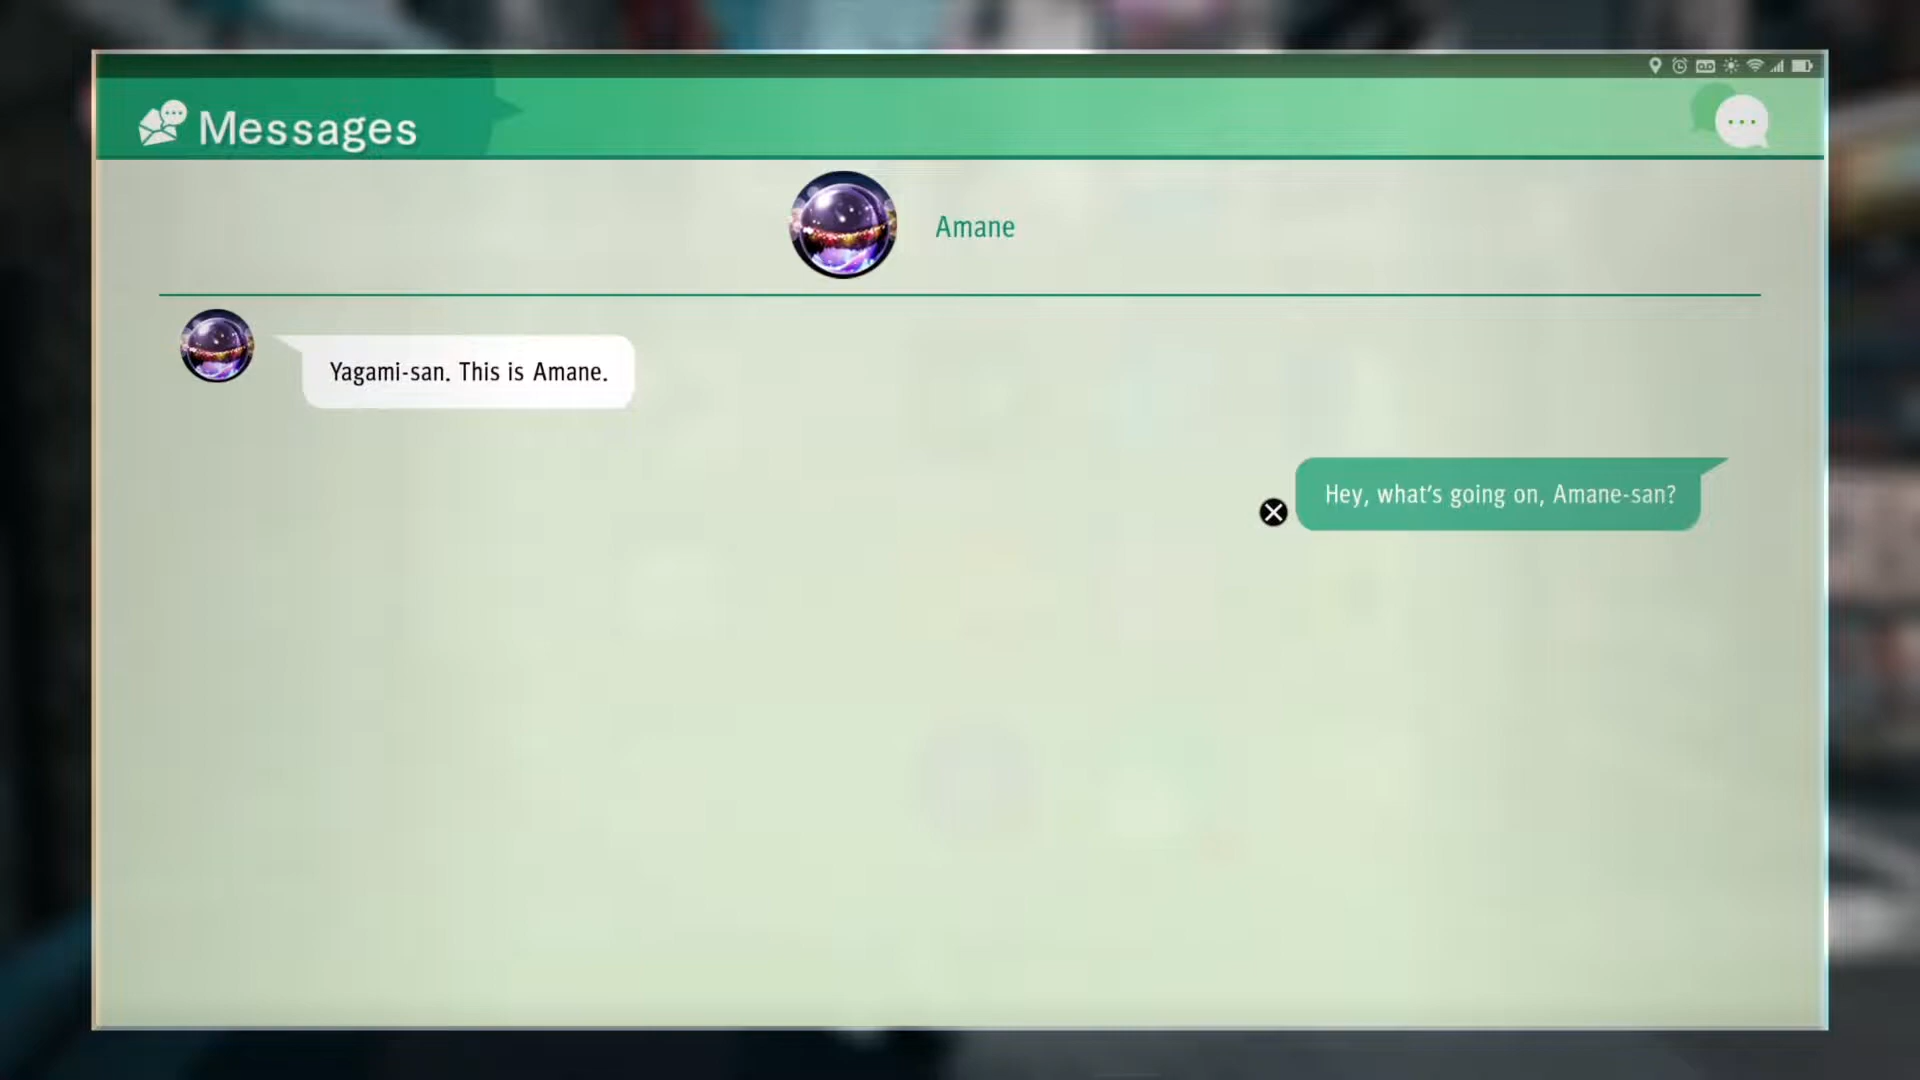 Messages
Amane
Yagami-san. This is Amane.
Hey, what's going on, Amane-san?